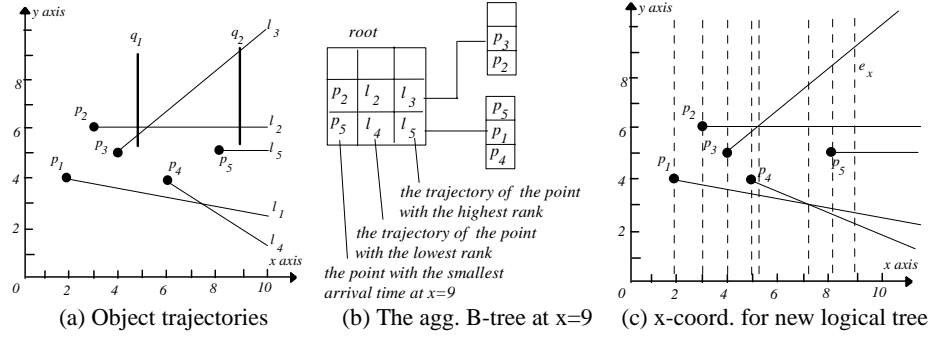 y axis
q1
q2
l3
8
6
4
2
p2
p3
p1
p4
p5
l2
l5
l1
l4
x axis
0 2 4 6 8 10
(a) Object trajectories
root
p2 l2 l3
p5 l4 l5
p3
p2
p5
p1
p4
the trajectory of the point
with the highest rank
the trajectory of the point
with the lowest rank
the point with the smallest
arrival time at x=9
(b) The agg. B-tree at x=9
y axis
ex
8
6
4
2
p2
p3
p1
p4
p5
x axis
0 2 4 6 8 10
(c) x-coord. for new logical tree